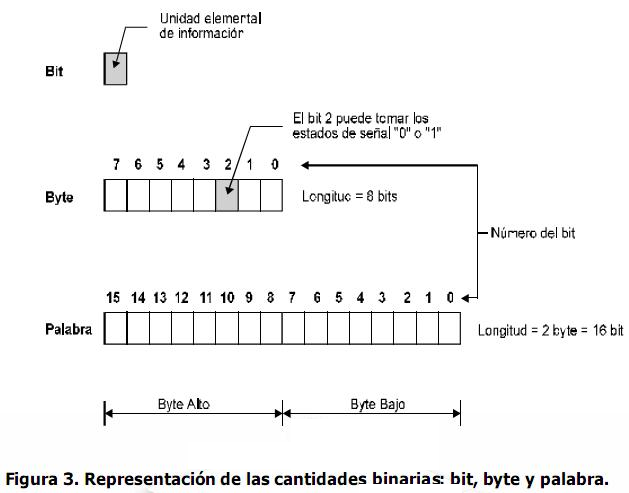 Unidad elemental
de información
Bit
El bit 2 puede tomar los
estados de señal "0" o "1"
7 6 5 4 3 2 1 0
Byte
Longituc = 8 bits
Número del bit
15 14 13 12 11 10 9 8 7 6 5 4 3 2 1 0
Palabra
Longitud = 2 byte = 16 bit
Byte Alto
Byte Bajo
Figura 3. Representación de las cantidades binarias: bit, byte y palabra.